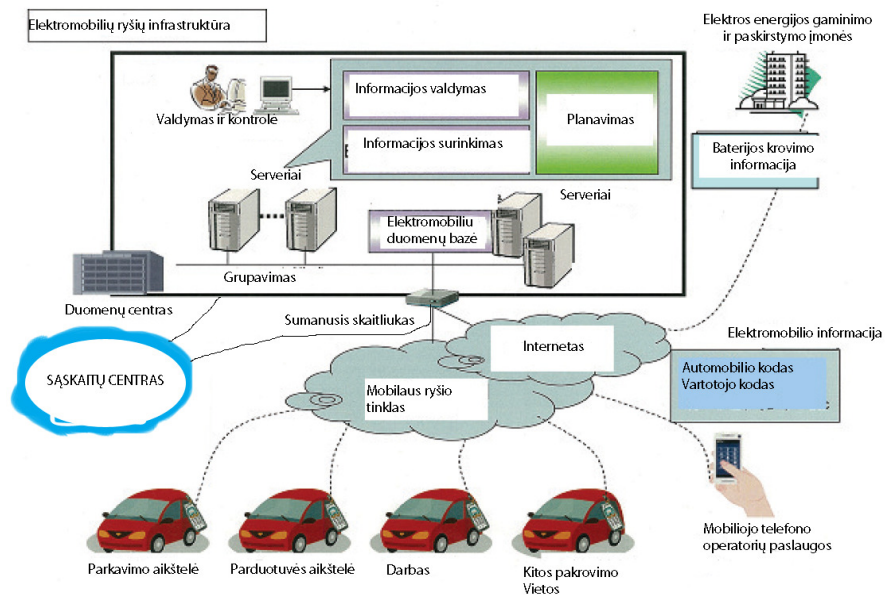 Elektromobilių ryšių infrastruktūra
Elektros energijos gaminimo
ir paskirstymo įmonės
Valdymas ir kontrolė
Informacijos valdymas
Informacijos surinkimas
Planavimas
Baterijos krovimo
informacija
Serveriai
Serveriai
Elektromobiliu
duomenų bazė
Grupavimas
Duomenų centras
Sumanusis skaitliukas
SĄSKAITŲ CENTRAS
Internetas
Mobilaus ryšio
tinklas
Elektromobilio informacija
Automobilio kodas
Vartotojo kodas
Mobiliojo telefono
operatorių paslaugos
Parkavimo aikštelė
Parduotuvės aikštelė
Darbas
Kitos pakrovimo
Vietos